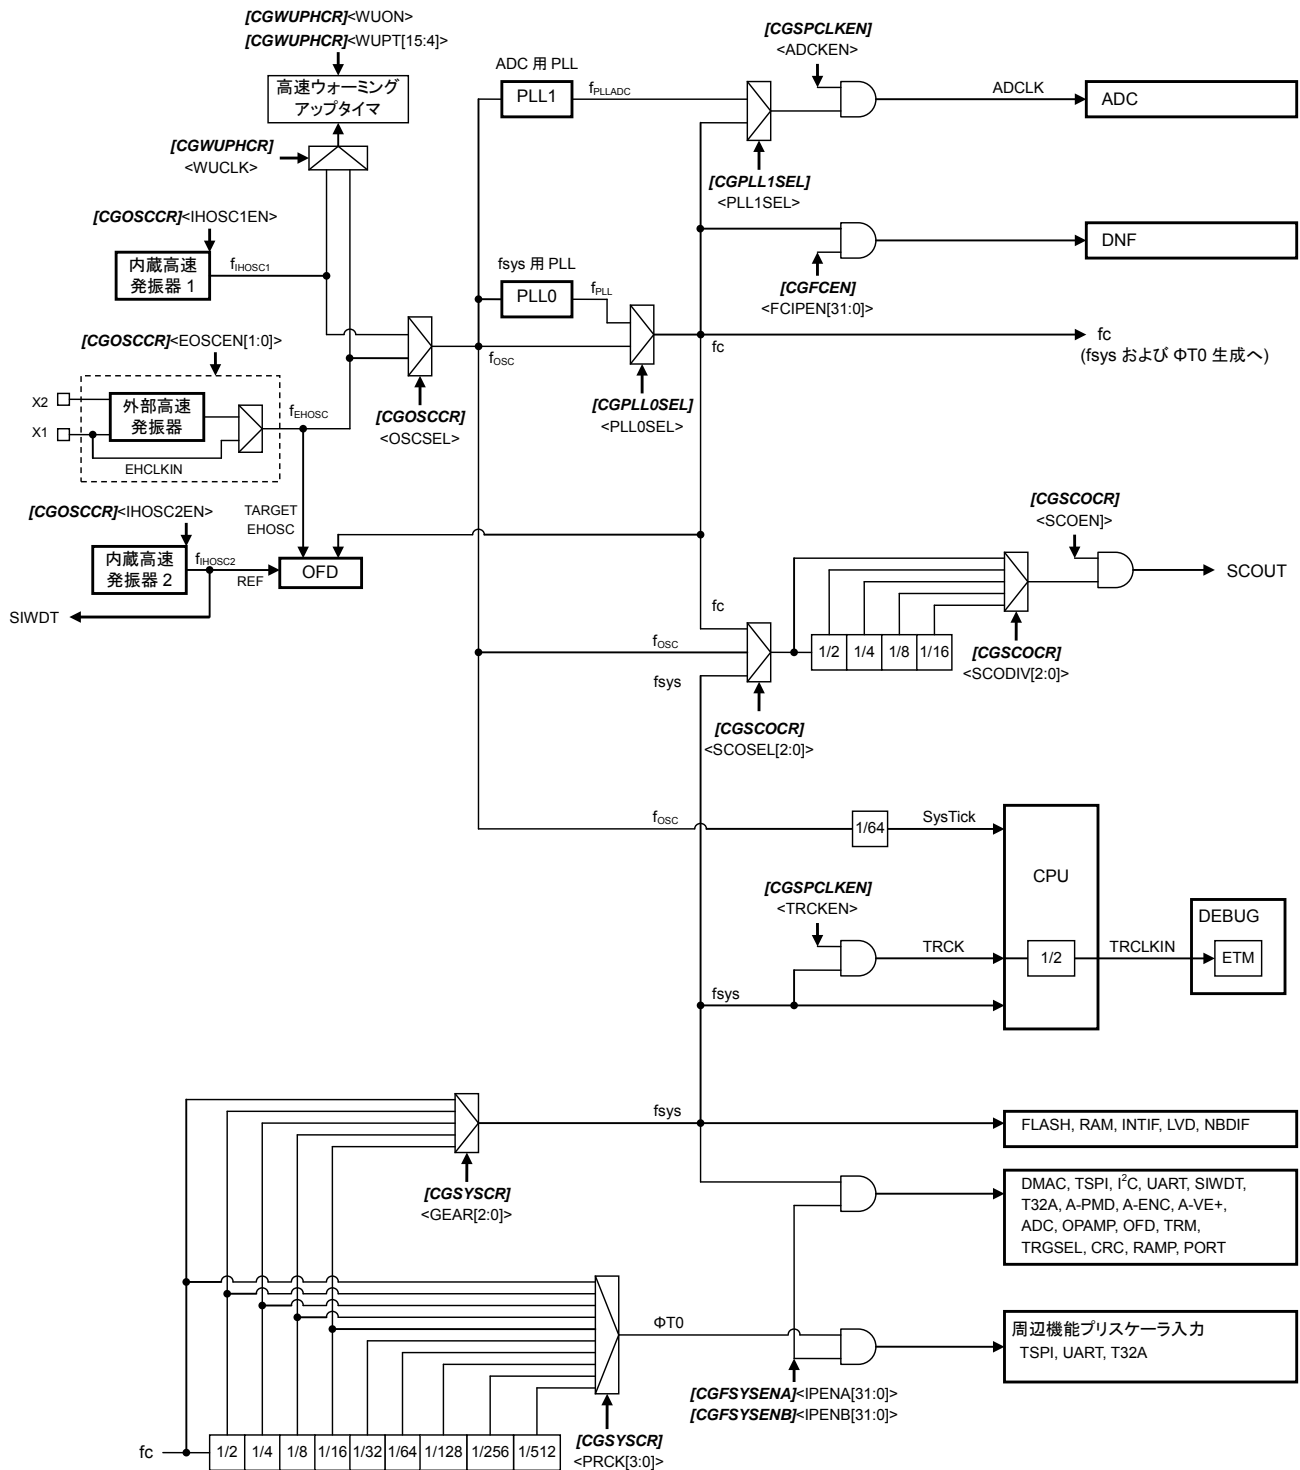 [CGWUPHCR]<WUON>
[CGWUPHCR]<WUPT[15:4]>
高速ウォーミング
アップタイマ
[CGWUPHCR]
<WUCLK>
[CGOSCCR]<IHOSC1EN>
内蔵高速
発振器 1
fIHOSC1
[CGOSCCR]<EOSCEN[1:0]>
X2
X1
外部高速
発振器
EHCLKIN
fEHOSC
[CGOSCCR]<IHOSC2EN>
内蔵高速
発振器 2
fIHOSC2
REF
TARGET
EHOSC
OFD
SIWDT
[CGOSCCR]
<OSCSEL>
ADC 用 PLL
PLL1
fPLLADC
fsys 用 PLL
PLL0
fPLL
fOSC
[CGPLL0SEL]
<PLL0SEL>
fc
[CGSPCLKEN]
<ADCKEN>
[CGPLL1SEL]
<PLL1SEL>
ADCLK
ADC
[CGFCEN]
<FCIPEN[31:0]>
DNF
fc
(fsys および ΦT0 生成へ)
fc
fOSC
fsys
[CGSCOCR]
<SCOSEL[2:0]>
1/2
1/4
1/8
1/16
[CGSCOCR]
<SCODIV[2:0]>
[CGSCOCR]
<SCOEN]>
SCOUT
fOSC
1/64
SysTick
CPU
[CGSPCLKEN]
<TRCKEN>
TRCK
1/2
TRCLKIN
DEBUG
ETM
fsys
fsys
FLASH, RAM, INTIF, LVD, NBDIF
[CGSYSCR]
<GEAR[2:0]>
DMAC, TSPI, I2C, UART, SIWDT,
T32A, A-PMD, A-ENC, A-VE+,
ADC, OPAMP, OFD, TRM,
TRGSEL, CRC, RAMP, PORT
ΦT0
周辺機能プリスケーラ入力
TSPI, UART, T32A
[CGFSYSENA]<IPENA[31:0]>
[CGFSYSENB]<IPENB[31:0]>
fc
1/2
1/4
1/8
1/16
1/32
1/64
1/128
1/256
1/512
[CGSYSCR]
<PRCK[3:0]>